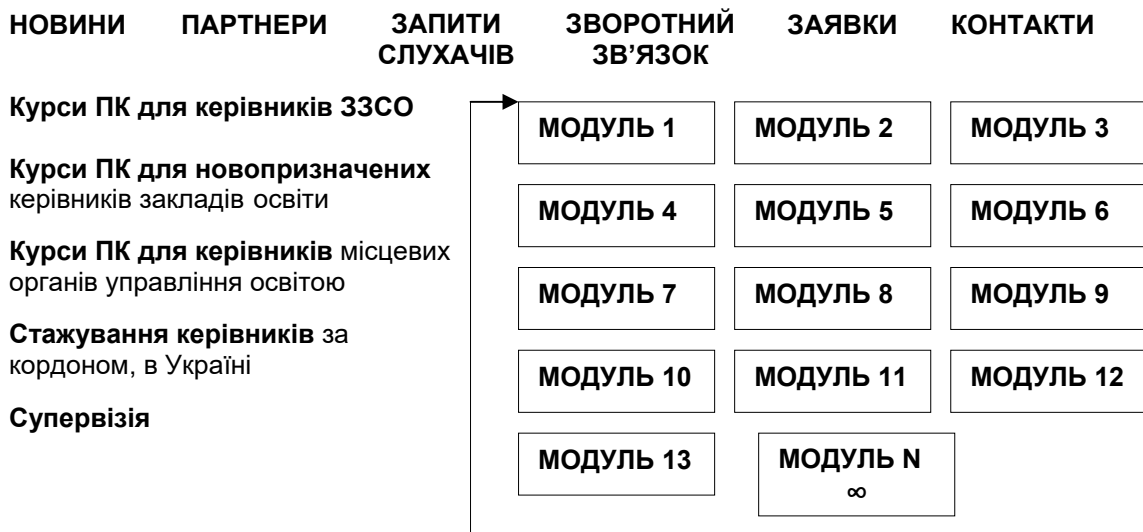 НОВИНИ ПАРТНЕРИ ЗАПИТИ СЛУХАЧІВ ЗВОРОТНИЙ ЗВ’ЯЗОК ЗАЯВКИ КОНТАКТИ
Курси ПК для керівників ЗЗСО
Курси ПК для новопризначених
керівників закладів освіти
Курси ПК для керівників місцевих
органів управління освітою
Стажування керівників за
кордоном, в Україні
Супервізія
МОДУЛЬ 1 МОДУЛЬ 2 МОДУЛЬ 3
МОДУЛЬ 4 МОДУЛЬ 5 МОДУЛЬ 6
МОДУЛЬ 7 МОДУЛЬ 8 МОДУЛЬ 9
МОДУЛЬ 10 МОДУЛЬ 11 МОДУЛЬ 12
МОДУЛЬ 13 МОДУЛЬ N
∞